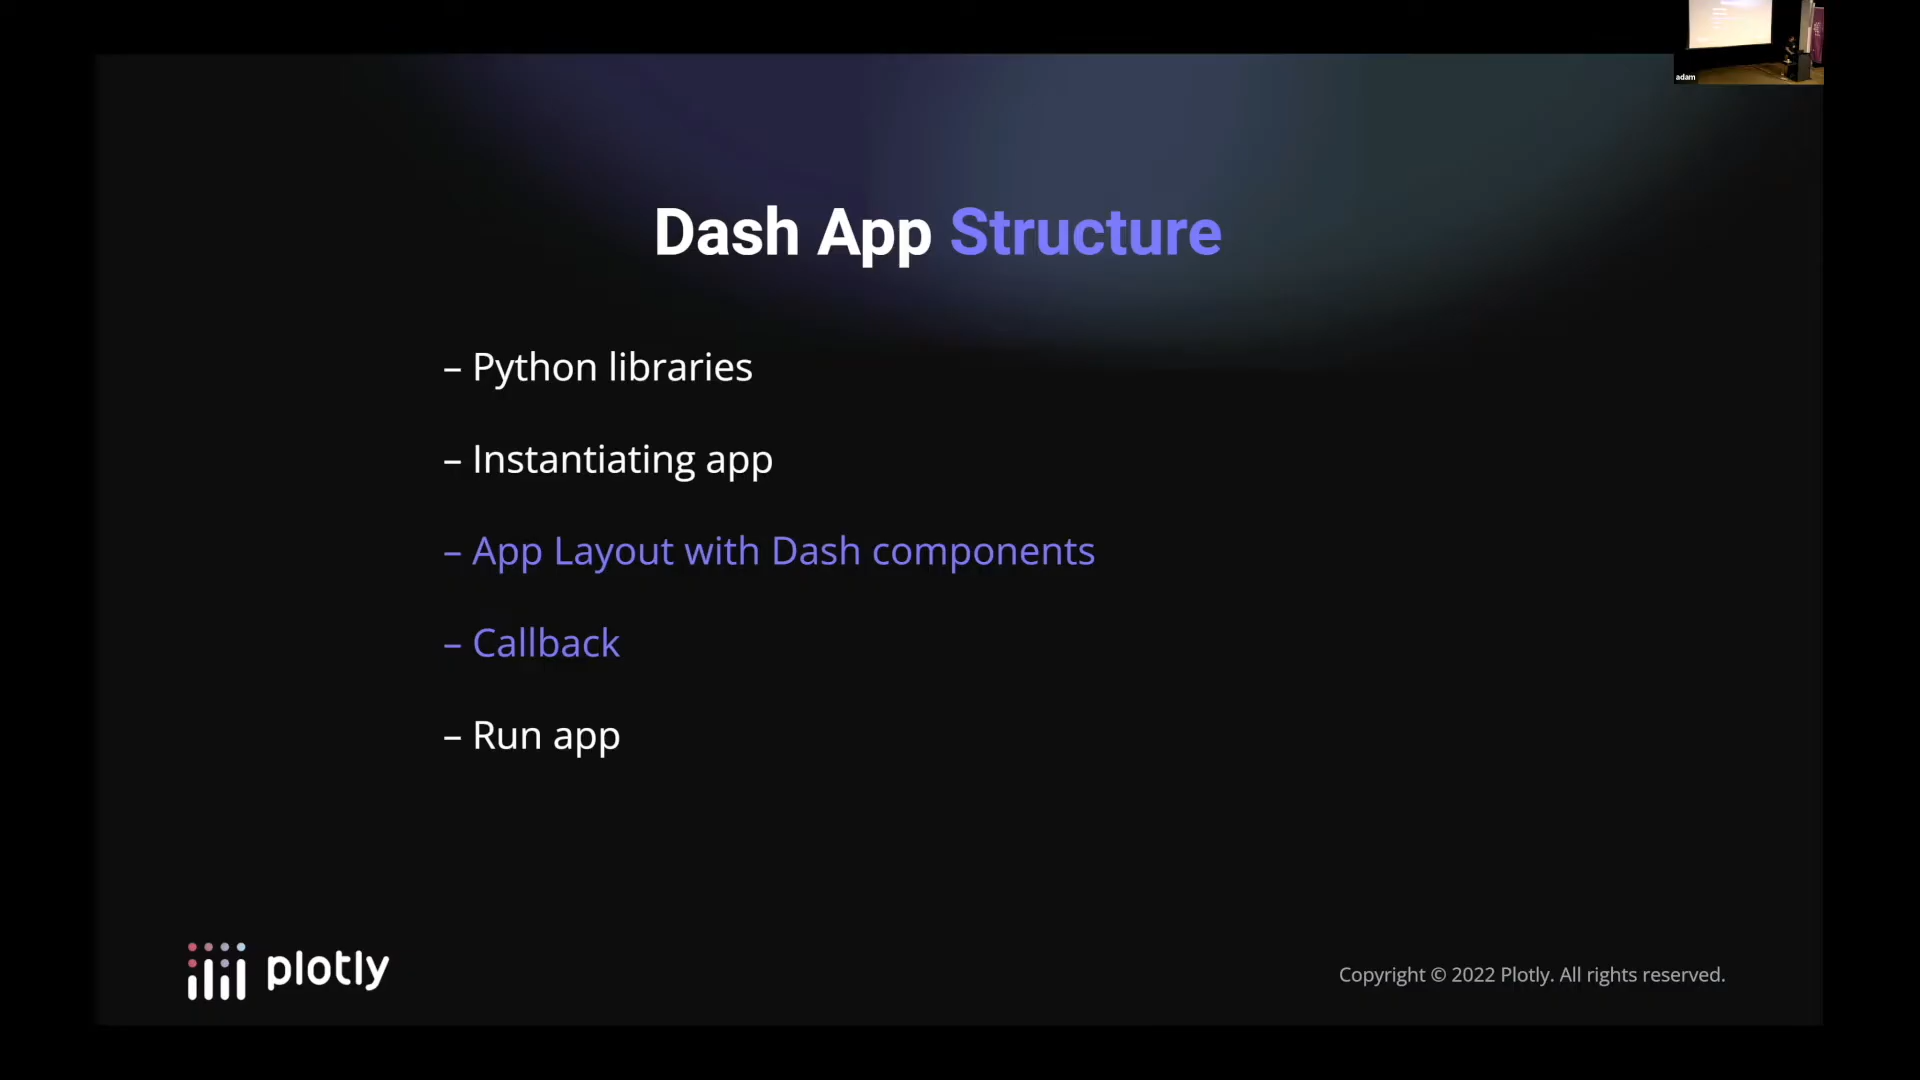 adam
Dash App Structure
– Python libraries
– Instantiating app
– App Layout with Dash components
– Callback
– Run app
plotly
Copyright © 2022 Plotly. All rights reserved.